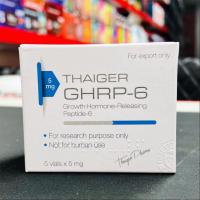 For export only
5
mg
THAIGER
GHRP-6
Growth-Hormone-Releasing
Peptide-6
For research purpose only
Not for human use
Thaiger Pharma
5 vials x 5 mg